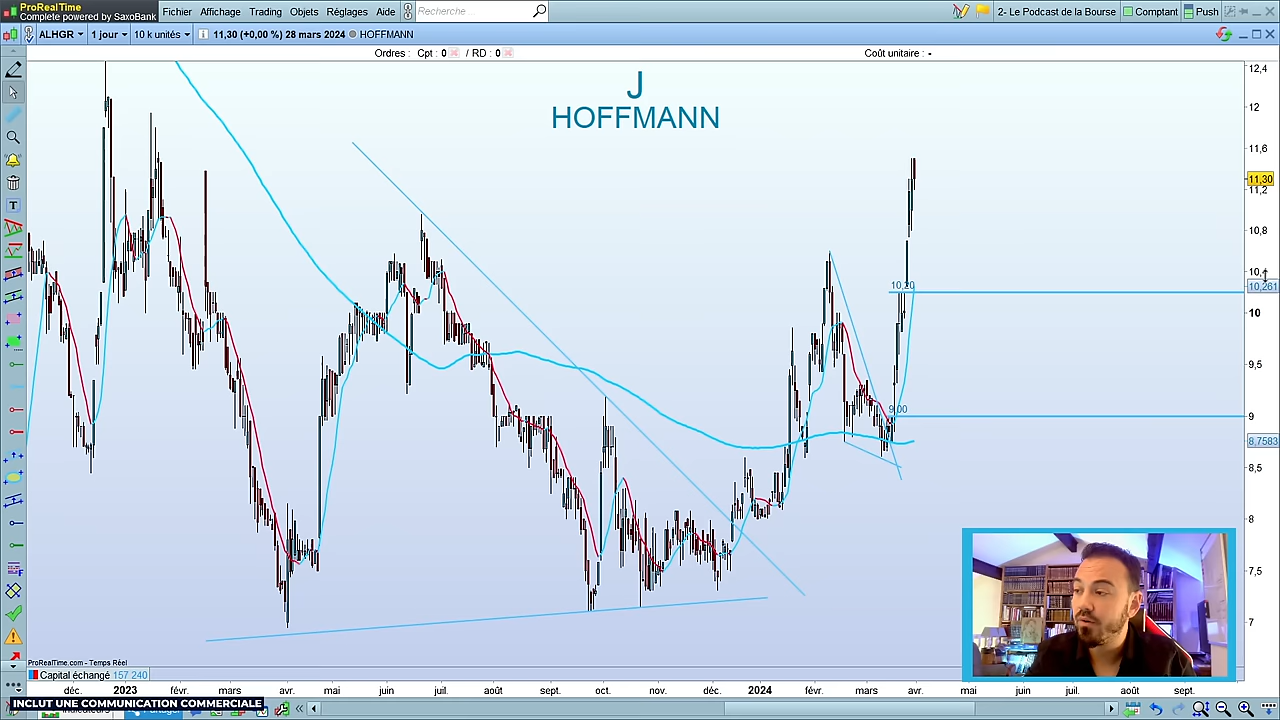 ProRealTime
Complete powered by SaxoBank
Fichier Affichage Trading Objets Réglages Aide
Recherche
2- Le Podcast de la Bourse
Comptant
Push
ALHGR
1 jour
10 k unités
11,30 (+0,00 %) 28 mars 2024
HOFFMANN
Ordres : Cpt : 0 / RD : 0
Coût unitaire : -
J
HOFFMANN
12,4
12
11,6
11,30
11,2
10,8
10,4
10,261
10
9,5
9
8,7583
8,5
8
7,5
7
10,20
9,00
ProRealTime.com - Temps Réel
Capital échangé 157 240
déc. 2023 févr. mars avr. mai juin juil. août sept. oct. nov. déc. 2024 févr. mars avr. mai juin juil. août sept.
INCLUT UNE COMMUNICATION COMMERCIALE